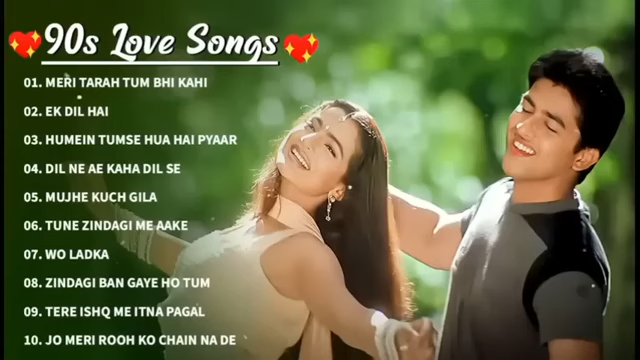 90s Love Songs
01. MERI TARAH TUM BHI KAHI
02. EK DIL HAI
03. HUMEIN TUMSE HUA HAI PYAAR
04. DIL NE AE KAHA DIL SE
05. MUJHE KUCH GILA
06. TUNE ZINDAGI ME AAKE
07. WO LADKA
08. ZINDAGI BAN GAYE HO TUM
09. TERE ISHQ ME ITNA PAGAL
10. JO MERI ROOH KO CHAIN NA DE